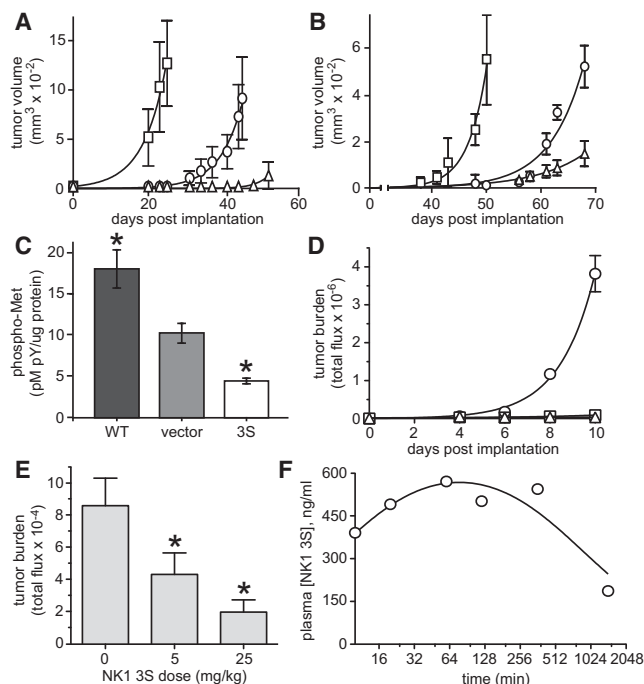 A
tumor volume
(mm³ x 10⁻²)
15
10
5
0
0 20 40 60
days post implantation
B
tumor volume
(mm³ x 10⁻²)
6
4
2
0
0 40 50 60 70
days post implantation
C
phospho-Met
(pM pY/ug protein)
20
15
10
5
0
*
*
WT vector 3S
D
tumor burden
(total flux x 10⁻⁶)
4
3
2
1
0
0 2 4 6 8 10
days post implantation
E
tumor burden
(total flux x 10⁻⁴)
10
8
6
4
2
0
*
*
0 5 25
NK1 3S dose (mg/kg)
F
plasma [NK1 3S], ng/ml
600
450
300
150
0
16 32 64 128 256 512 1024 2048
time (min)